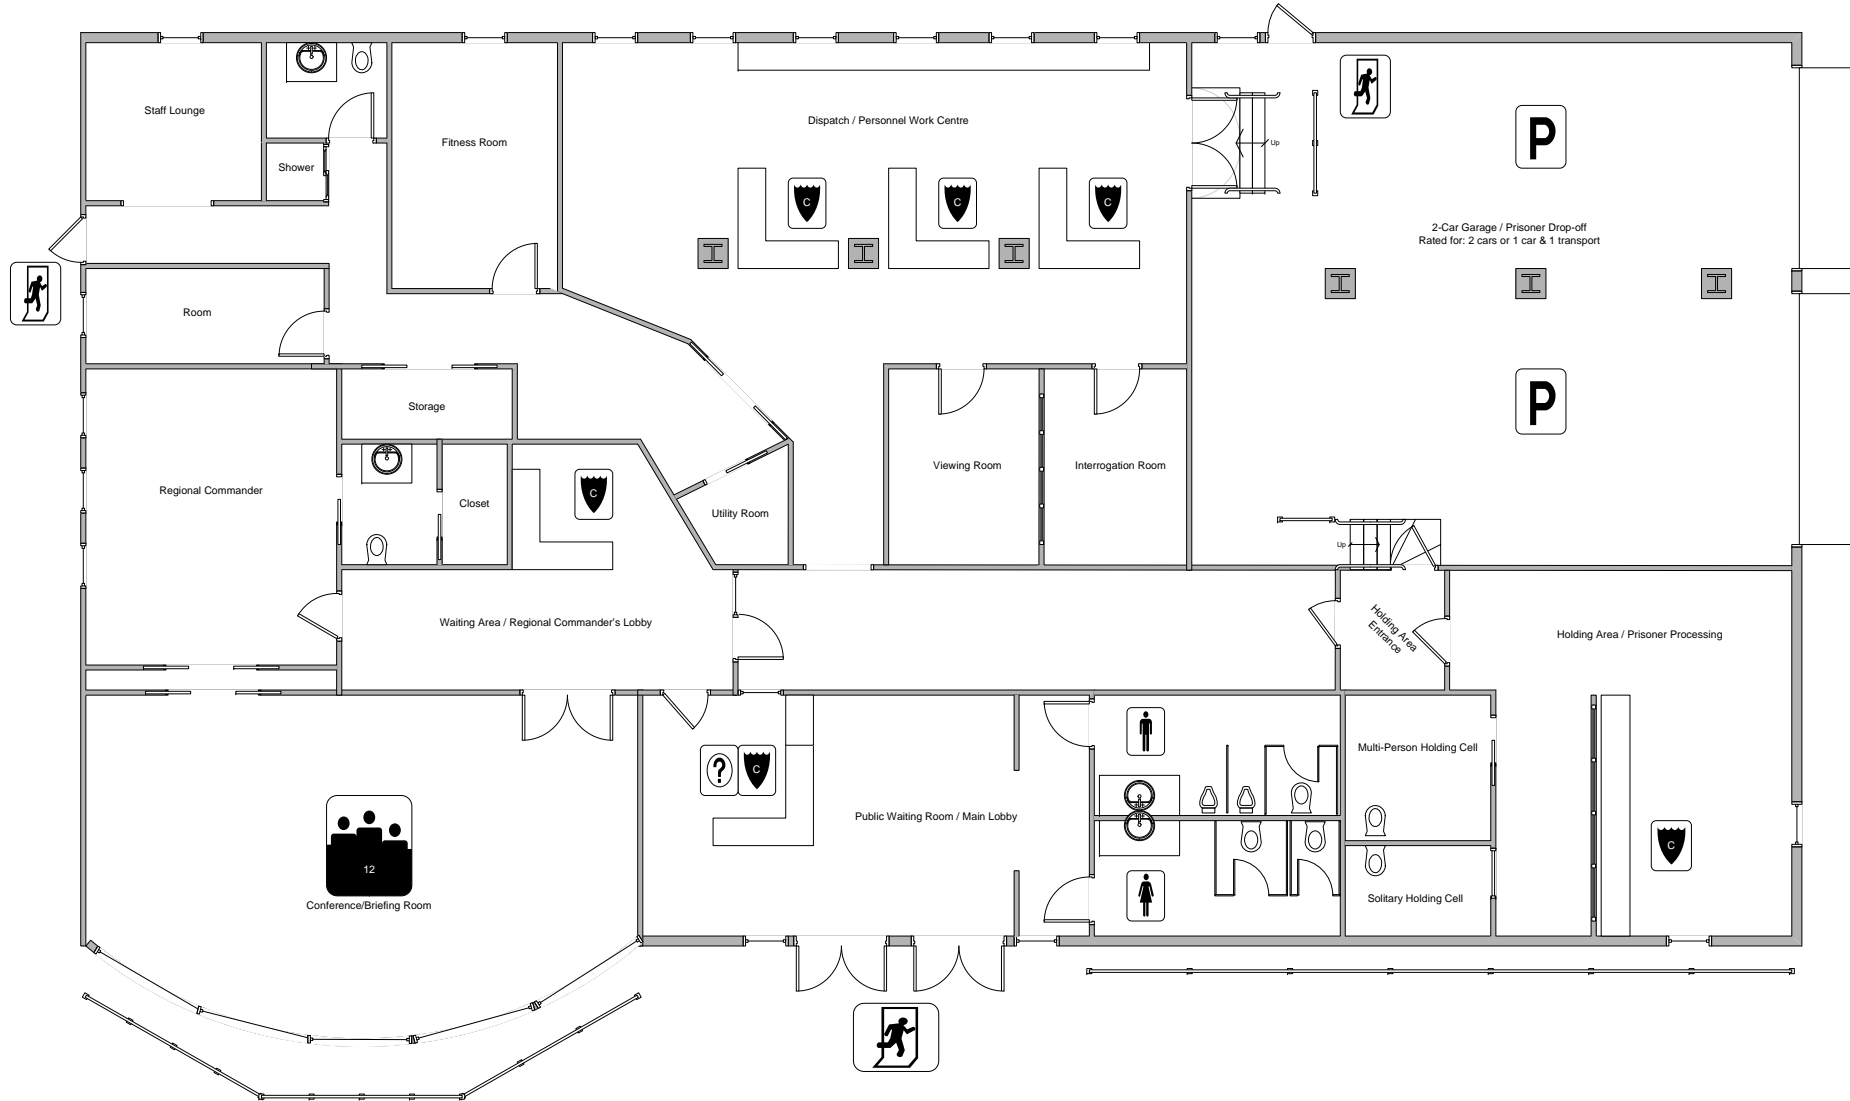 Staff Lounge
Shower
Fitness Room
Dispatch / Personnel Work Centre
C
C
C
Up
P
2-Car Garage / Prisoner Drop-off
Rated for: 2 cars or 1 car & 1 transport
P
Room
Storage
Regional Commander
Closet
C
Utility Room
Viewing Room
Interrogation Room
Up
Waiting Area / Regional Commander's Lobby
Holding Area
Entrance
Holding Area / Prisoner Processing
?
C
Public Waiting Room / Main Lobby
Multi-Person Holding Cell
Solitary Holding Cell
C
12
Conference/Briefing Room